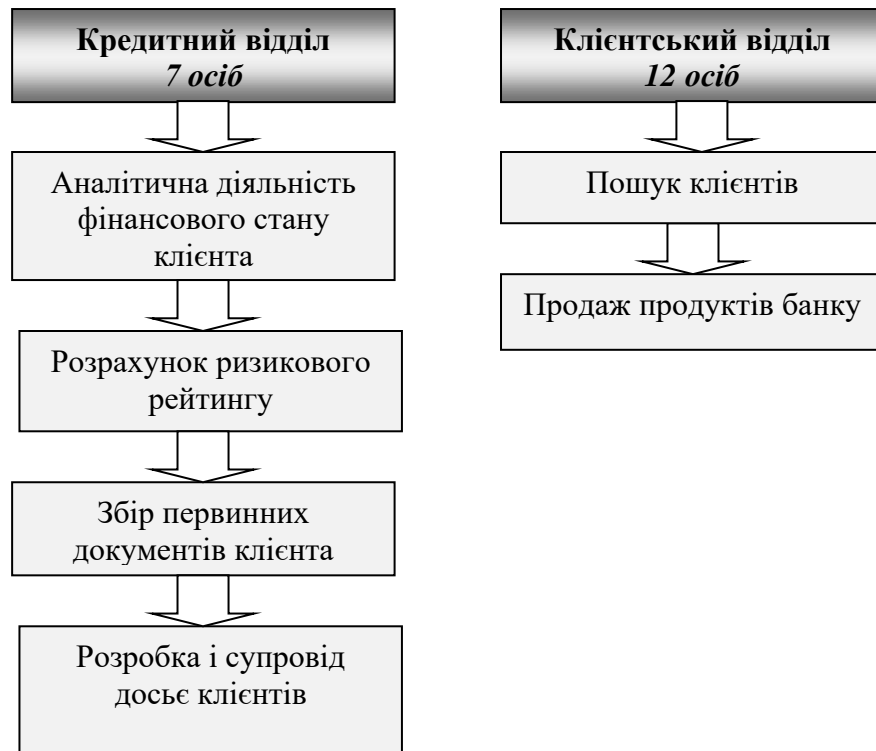 Кредитний відділ
7 осіб
Аналітична діяльність
фінансового стану
клієнта
Розрахунок ризикового
рейтингу
Збір первинних
документів клієнта
Розробка і супровід
досьє клієнтів
Клієнтський відділ
12 осіб
Пошук клієнтів
Продаж продуктів банку